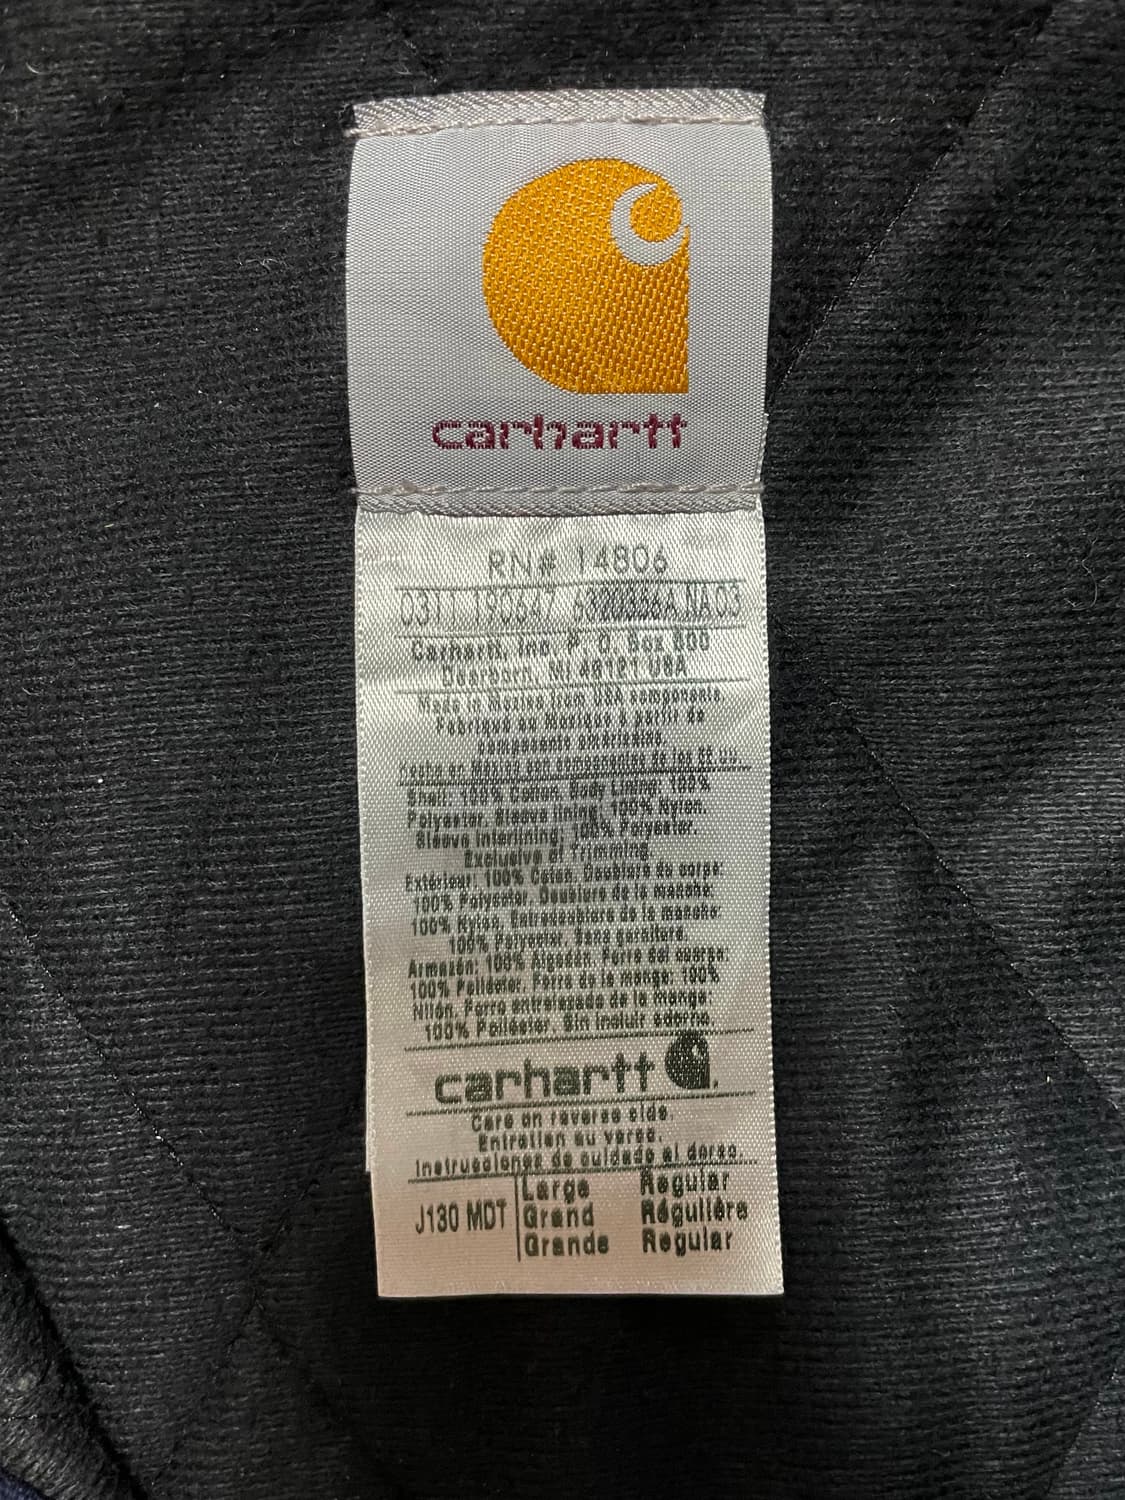 carhartt
RN# 14806
0311 190647 NA03
Carhartt, Inc. P. O. Box 600
Dearborn, MI 48121 USA
Made in Mexico from USA components.
Fabriqué au Mexique à partir de
composants américains.
Hecho en México con componentes de los EE.UU.
Shell: 100% Cotton. Body Lining: 100%
Polyester. Sleeve lining: 100% Nylon.
Sleeve Interlining: 100% Polyester.
Exclusive of Trimming
Extérieur: 100% Coton. Doublure du corps:
100% Polyester. Doublure de la manche:
100% Nylon. Entredoublure de la manche:
100% Polyester. Sans garniture.
Armazón: 100% Algodón. Forro del cuerpo:
100% Poliéster. Forro de la manga: 100%
Nilón. Forro entrelazado de la manga:
100% Poliéster. Sin incluir adorno.
carhartt
Care on reverse side.
Entretien au verso.
Instrucciones de cuidado al dorso.
J130 MDT
Large Regular
Grand Régulière
Grande Regular